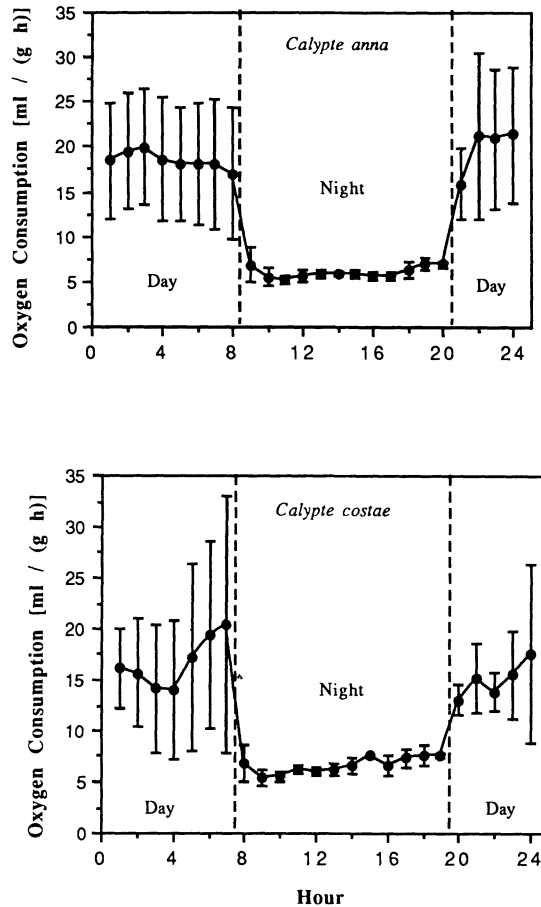 Oxygen Consumption [ml / (g h)]
35
30
25
20
15
10
5
0
Calypte anna
Night
Day
Day
0 4 8 12 16 20 24
Oxygen Consumption [ml / (g h)]
35
30
25
20
15
10
5
0
Calypte costae
Night
Day
Day
0 4 8 12 16 20 24
Hour